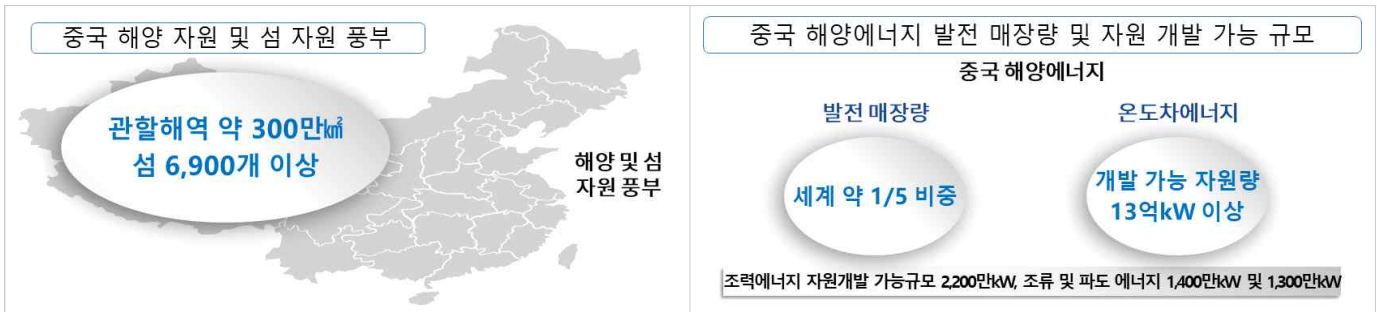 중국 해양 자원 및 섬 자원 풍부
관할해역 약 300만㎢
섬 6,900개 이상
해양 및 섬
자원 풍부
중국 해양에너지 발전 매장량 및 자원 개발 가능 규모
중국 해양에너지
발전 매장량
온도차에너지
세계 약 1/5 비중
개발 가능 자원량
13억kW 이상
조력에너지 자원개발 가능규모 2,200만kW, 조류 및 파도 에너지 1,400만kW 및 1,300만kW